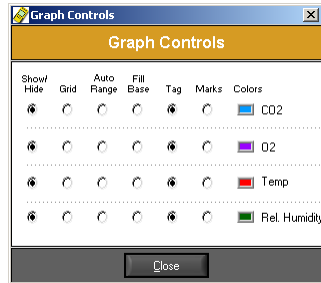 Graph Controls
Graph Controls
Show/ Hide Grid Auto Range Fill Base Tag Marks Colors
CO2
O2
Temp
Rel. Humidity
Close